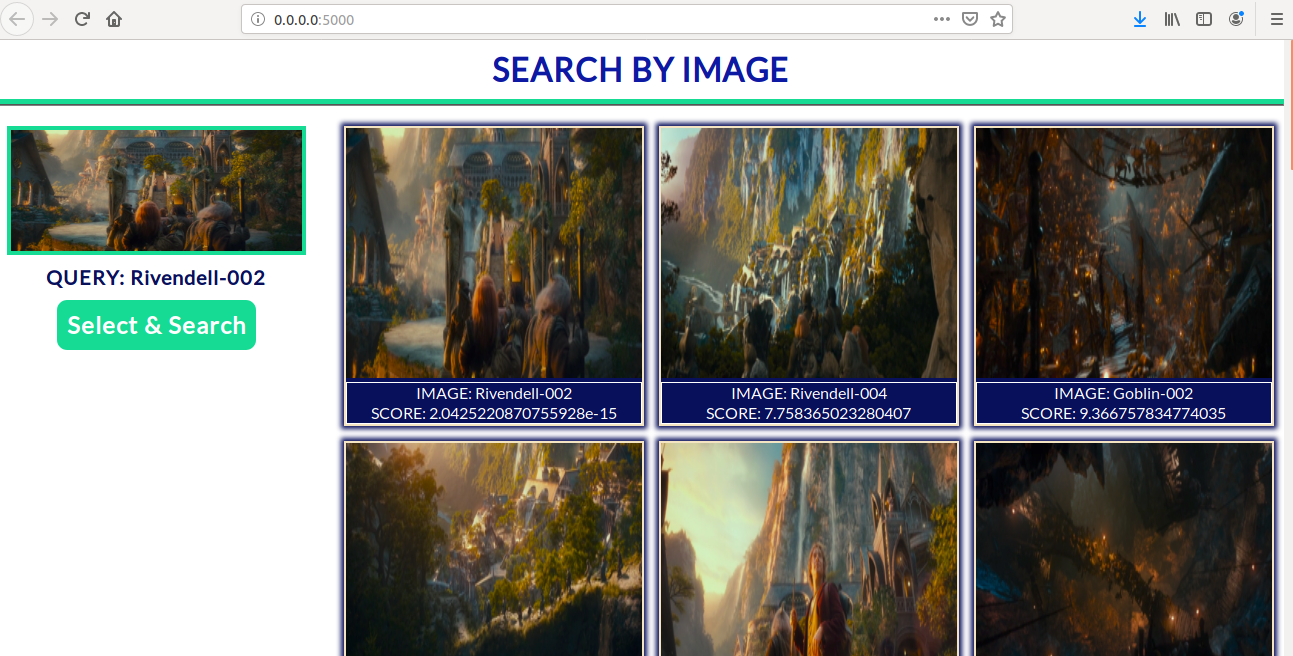 0.0.0.0:5000
SEARCH BY IMAGE
QUERY: Rivendell-002
Select & Search
IMAGE: Rivendell-002
SCORE: 2.0425220870755928e-15
IMAGE: Rivendell-004
SCORE: 7.758365023280407
IMAGE: Goblin-002
SCORE: 9.366757834774035